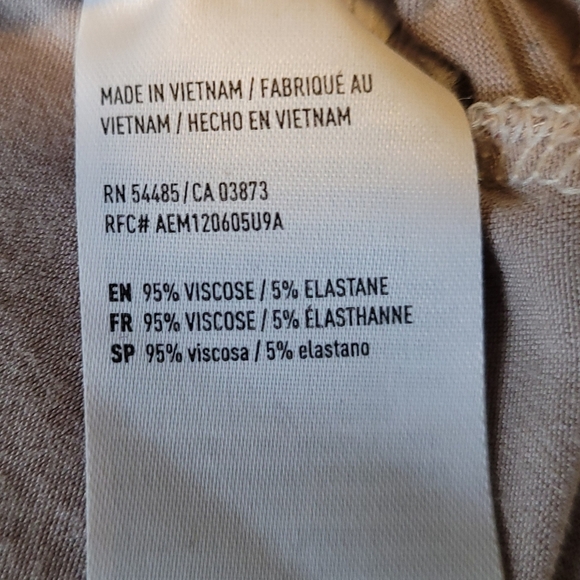 MADE IN VIETNAM / FABRIQUÉ AU
VIETNAM / HECHO EN VIETNAM
RN 54485 / CA 03873
RFC# AEM120605U9A
EN 95% VISCOSE / 5% ELASTANE
FR 95% VISCOSE / 5% ÉLASTHANNE
SP 95% viscosa / 5% elastano